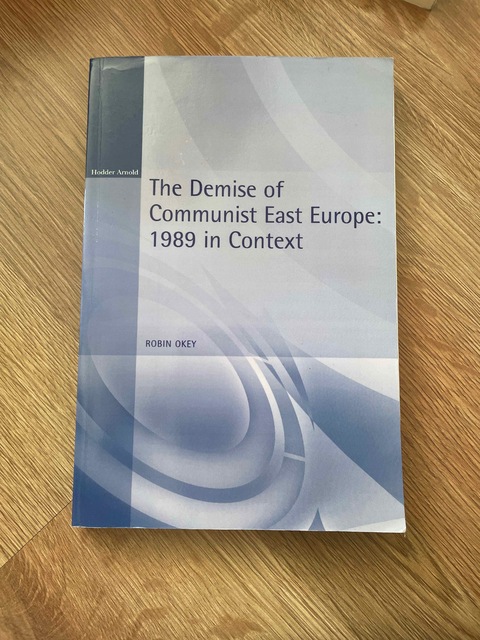 Hodder Arnold
The Demise of
Communist East Europe:
1989 in Context
ROBIN OKEY